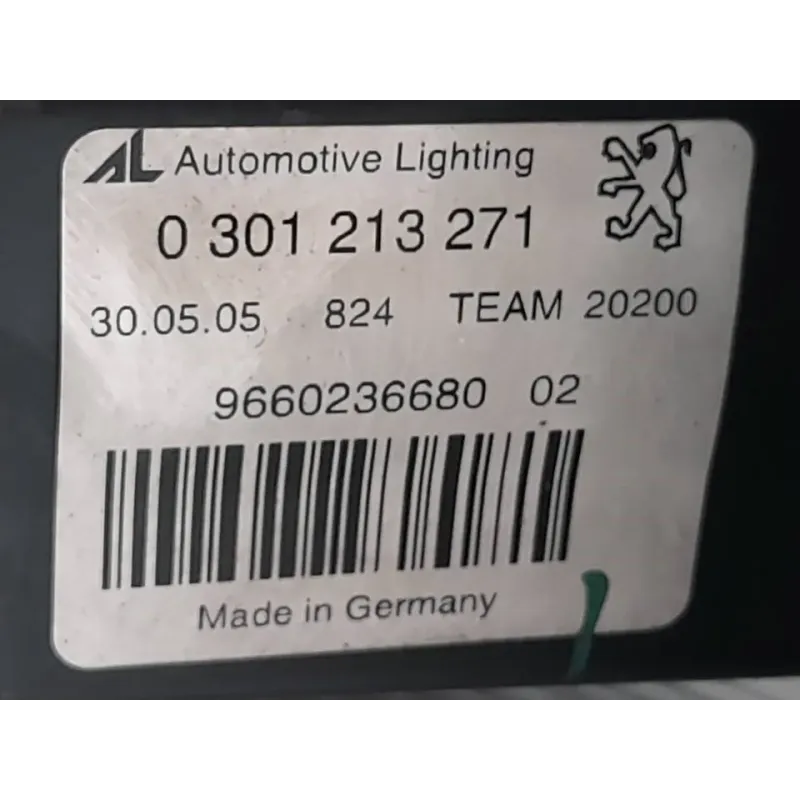 AL Automotive Lighting
0 301 213 271
30.05.05 824 TEAM 20200
9660236680 02
Made in Germany